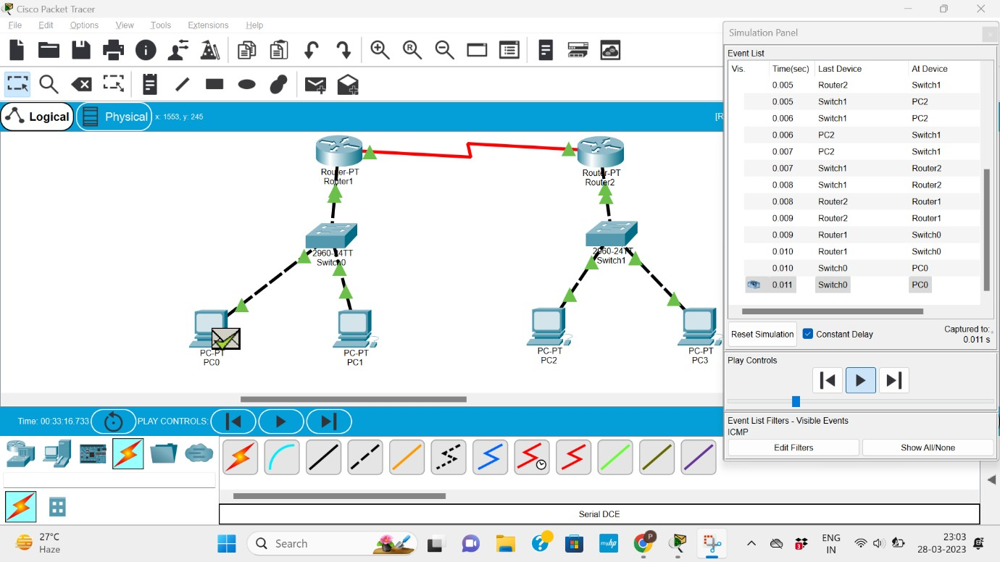 Cisco Packet Tracer
File Edit Options View Tools Extensions Help
Logical
Physical
x: 1553, y: 245
[R
Router-PT
Router1
Router-PT
Router2
2960-24TT
Switch0
2960-24TT
Switch1
PC-PT
PC0
PC-PT
PC1
PC-PT
PC2
PC-PT
PC3
Simulation Panel
Event List
Vis. Time(sec) Last Device At Device
0.005 Router2 Switch1
0.005 Switch1 PC2
0.006 Switch1 PC2
0.006 PC2 Switch1
0.007 PC2 Switch1
0.007 Switch1 Router2
0.008 Switch1 Router2
0.008 Router2 Router1
0.009 Router2 Router1
0.009 Router1 Switch0
0.010 Router1 Switch0
0.010 Switch0 PC0
0.011 Switch0 PC0
Reset Simulation
Constant Delay
Captured to:
0.011 s
Play Controls
Event List Filters - Visible Events
ICMP
Edit Filters
Show All/None
Time: 00:33:16.733
PLAY CONTROLS:
Serial DCE
27°C
Haze
Search
myhp
P
3
ENG
IN
23:03
28-03-2023